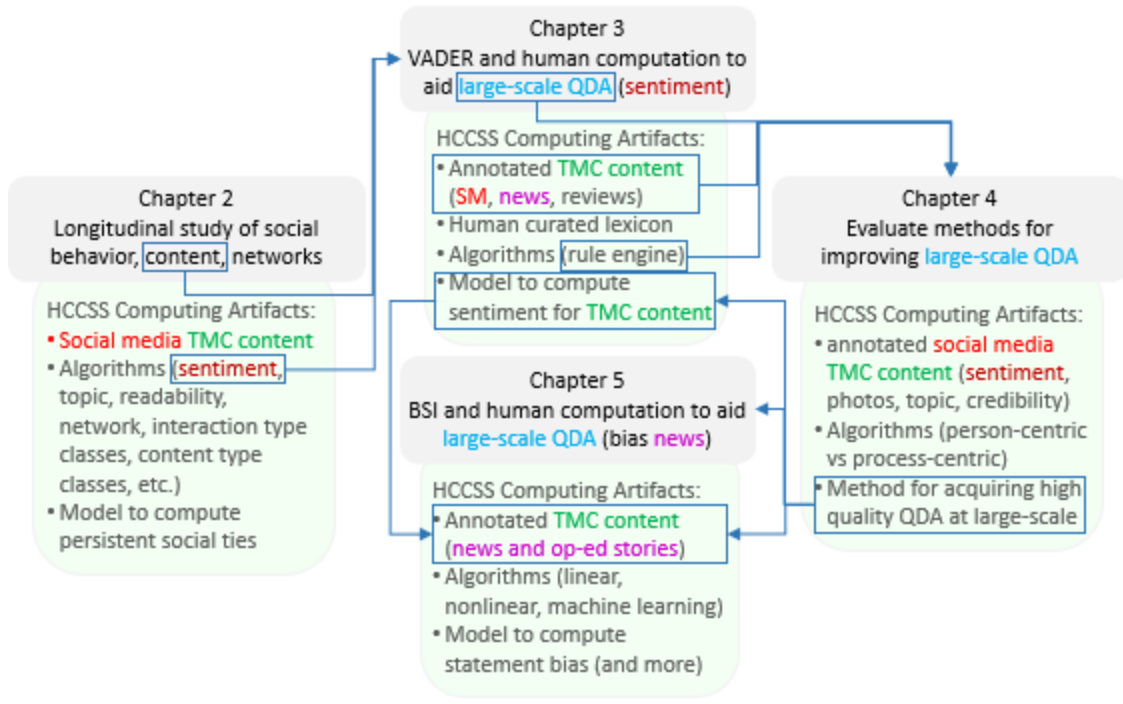 Chapter 2
Longitudinal study of social
behavior, content, networks
HCCSS Computing Artifacts:
• Social media TMC content
• Algorithms (sentiment,
topic, readability,
network, interaction type
classes, content type
classes, etc.)
• Model to compute
persistent social ties
Chapter 3
VADER and human computation to
aid large-scale QDA (sentiment)
HCCSS Computing Artifacts:
• Annotated TMC content
(SM, news, reviews)
• Human curated lexicon
• Algorithms (rule engine)
• Model to compute
sentiment for TMC content
Chapter 4
Evaluate methods for
improving large-scale QDA
HCCSS Computing Artifacts:
• annotated social media
TMC content (sentiment,
photos, topic, credibility)
• Algorithms (person-centric
vs process-centric)
• Method for acquiring high
quality QDA at large-scale
Chapter 5
BSI and human computation to aid
large-scale QDA (bias news)
HCCSS Computing Artifacts:
• Annotated TMC content
(news and op-ed stories)
• Algorithms (linear,
nonlinear, machine learning)
• Model to compute
statement bias (and more)